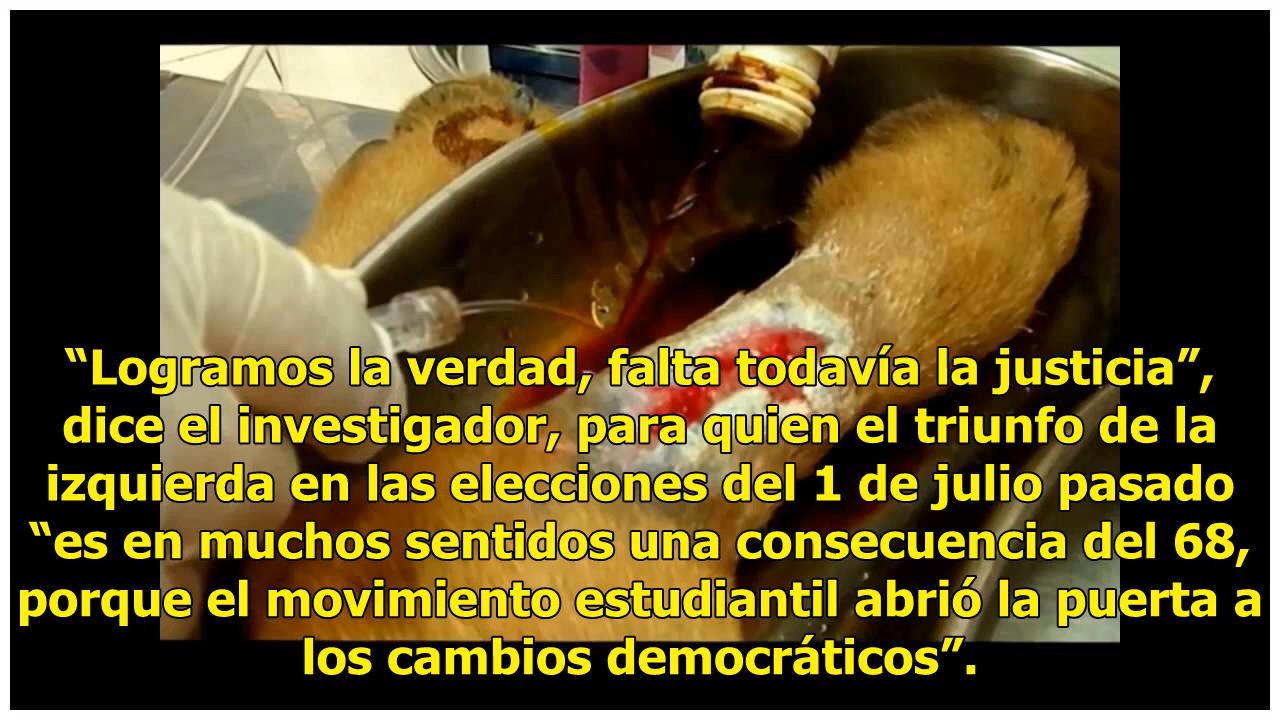 “Logramos la verdad, falta todavía la justicia”,
dice el investigador, para quien el triunfo de la
izquierda en las elecciones del 1 de julio pasado
“es en muchos sentidos una consecuencia del 68,
porque el movimiento estudiantil abrió la puerta a
los cambios democráticos”.